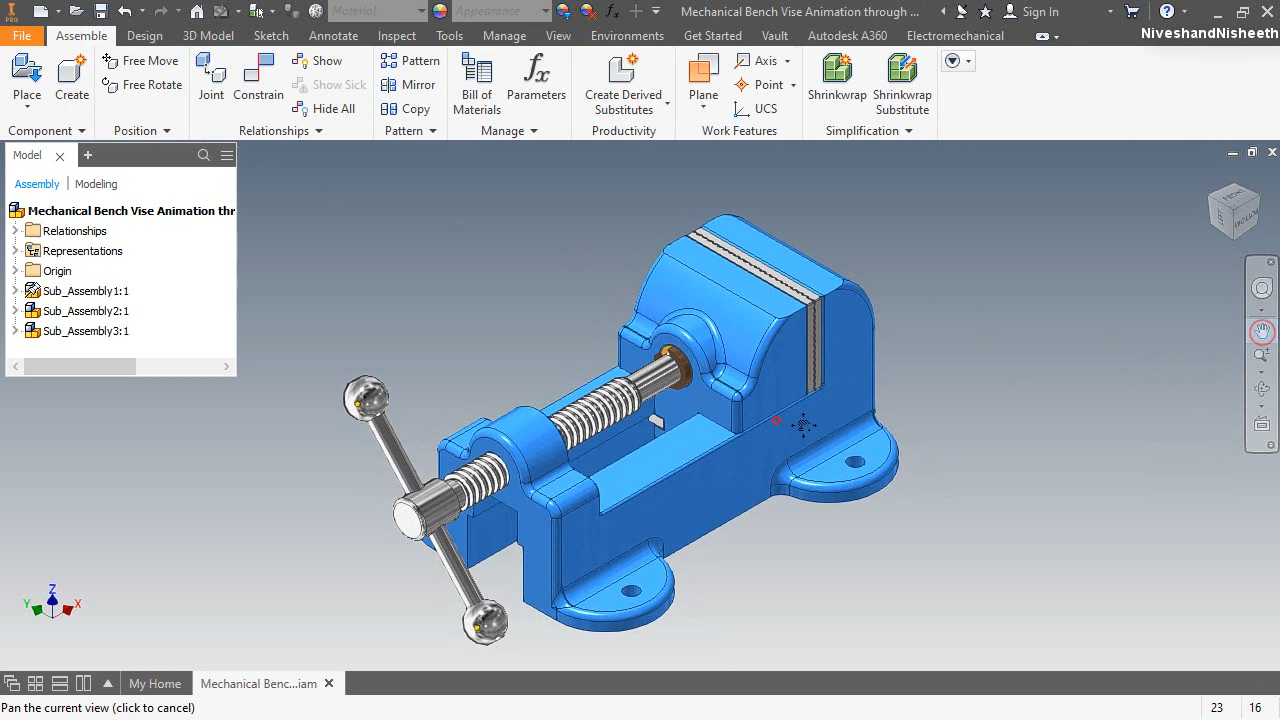 PRO
Material
Appearance
fx
Mechanical Bench Vise Animation through ...
Sign In
File
Assemble
Design
3D Model
Sketch
Annotate
Inspect
Tools
Manage
View
Environments
Get Started
Vault
Autodesk A360
Electromechanical
NiveshandNisheeth
Place
Create
Free Move
Free Rotate
Joint
Constrain
Show
Show Sick
Hide All
Pattern
Mirror
Copy
Bill of
Materials
fx
Parameters
Create Derived
Substitutes
Plane
Axis
Point
UCS
Shrinkwrap
Shrinkwrap
Substitute
Component
Position
Relationships
Pattern
Manage
Productivity
Work Features
Simplification
Model
Assembly
Modeling
Mechanical Bench Vise Animation thr
Relationships
Representations
Origin
Sub_Assembly1:1
Sub_Assembly2:1
Sub_Assembly3:1
FRONT
BOTTOM
Z
Y
X
My Home
Mechanical Benc...iam
Pan the current view (click to cancel)
23
16